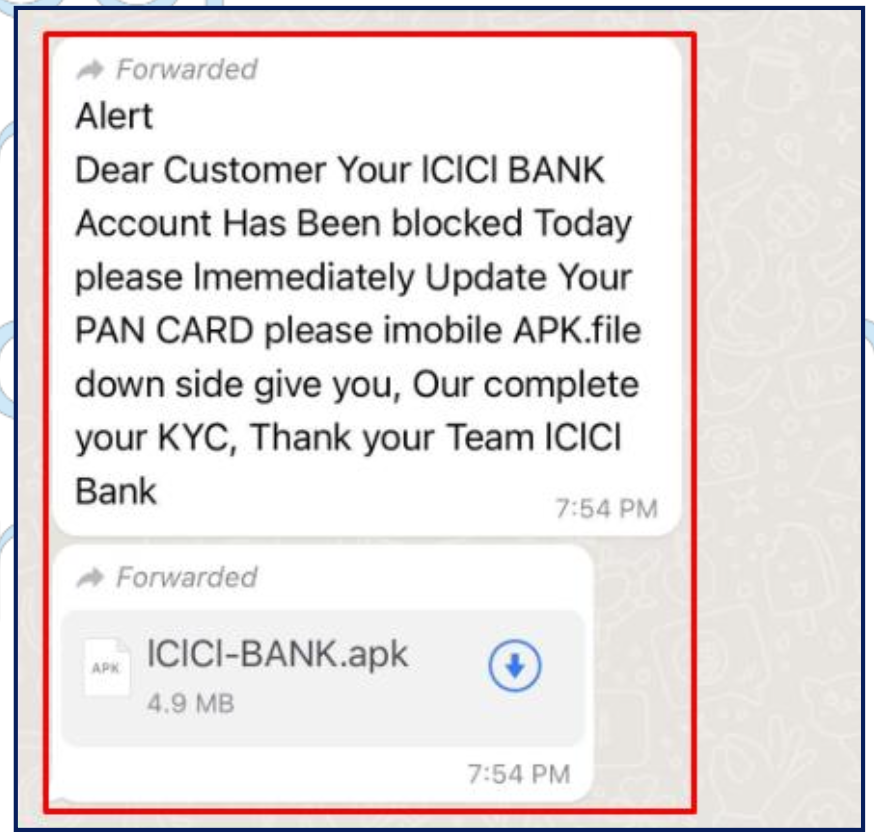 Forwarded
Alert
Dear Customer Your ICICI BANK
Account Has Been blocked Today
please Imemediately Update Your
PAN CARD please imobile APK.file
down side give you, Our complete
your KYC, Thank your Team ICICI
Bank
7:54 PM
Forwarded
APK
ICICI-BANK.apk
4.9 MB
7:54 PM